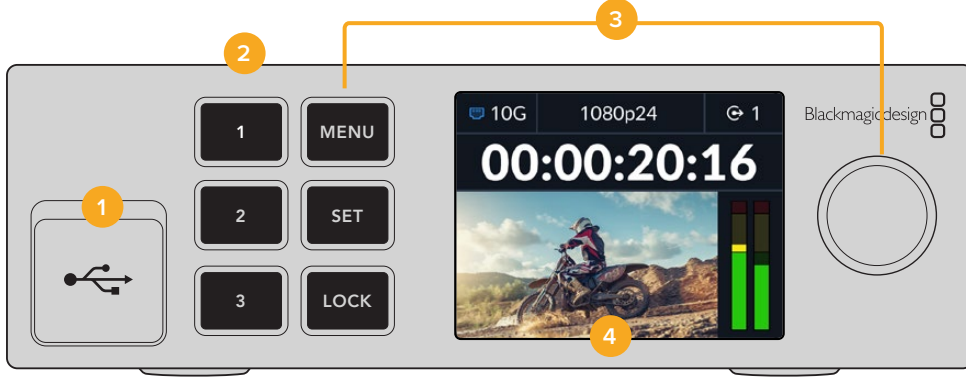 3
2
1 MENU
10G 1080p24 1
Blackmagicdesign
00:00:20:16
1
2 SET
3 LOCK
4